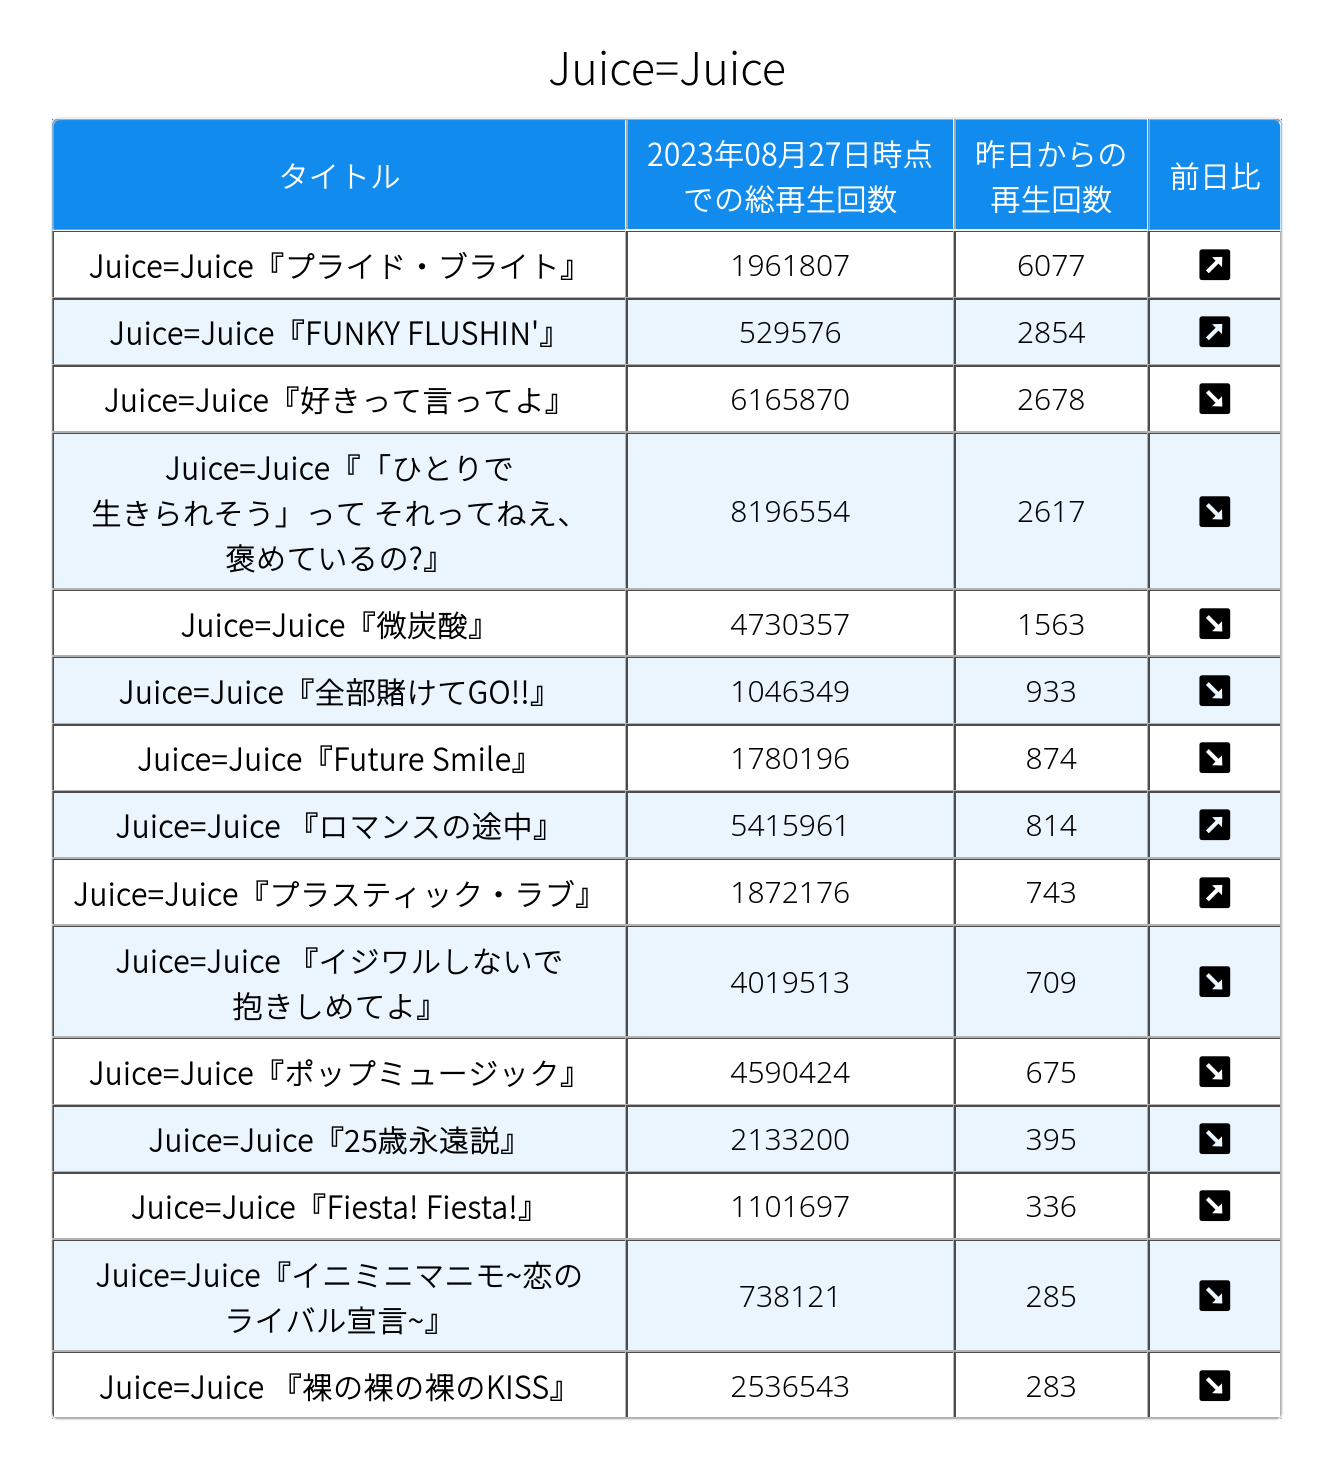 Juice=Juice
タイトル
2023年08月27日時点
での総再生回数
昨日からの
再生回数
前日比
Juice=Juice『プライド・ブライト』 1961807 6077
Juice=Juice『FUNKY FLUSHIN'』 529576 2854
Juice=Juice『好きって言ってよ』 6165870 2678
Juice=Juice『「ひとりで
生きられそう」って それってねえ、
褒めているの?』 8196554 2617
Juice=Juice『微炭酸』 4730357 1563
Juice=Juice『全部賭けてGO!!』 1046349 933
Juice=Juice『Future Smile』 1780196 874
Juice=Juice 『ロマンスの途中』 5415961 814
Juice=Juice『プラスティック・ラブ』 1872176 743
Juice=Juice 『イジワルしないで
抱きしめてよ』 4019513 709
Juice=Juice『ポップミュージック』 4590424 675
Juice=Juice『25歳永遠説』 2133200 395
Juice=Juice『Fiesta! Fiesta!』 1101697 336
Juice=Juice『イニミニマニモ~恋の
ライバル宣言~』 738121 285
Juice=Juice 『裸の裸の裸のKISS』 2536543 283